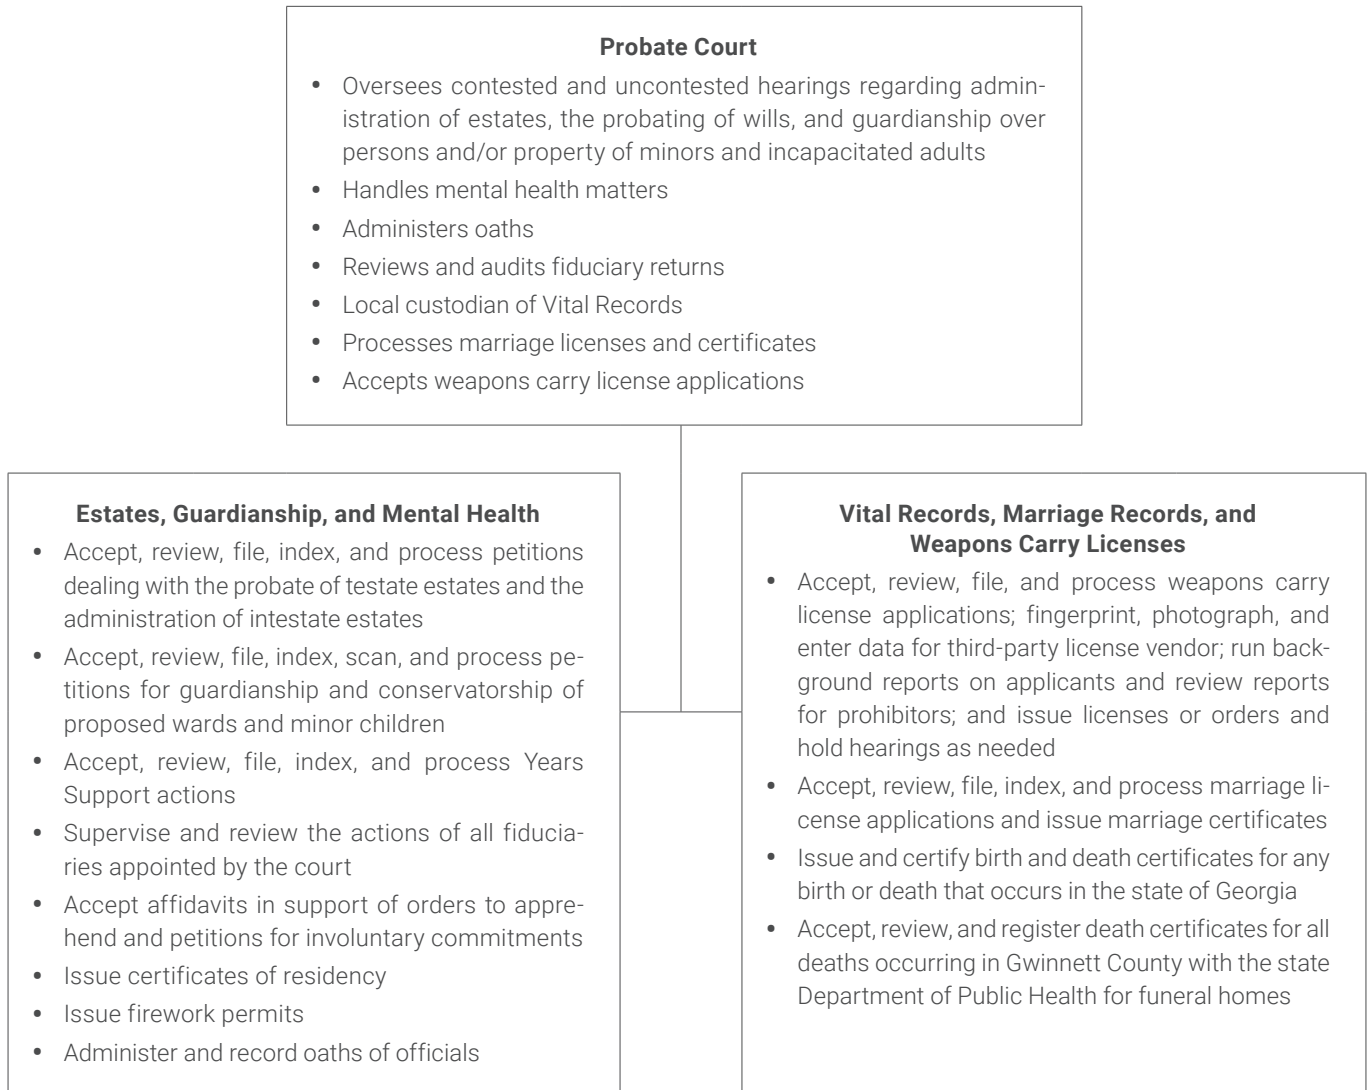 Probate Court
• Oversees contested and uncontested hearings regarding admin-
istration of estates, the probating of wills, and guardianship over
persons and/or property of minors and incapacitated adults
• Handles mental health matters
• Administers oaths
• Reviews and audits fiduciary returns
• Local custodian of Vital Records
• Processes marriage licenses and certificates
• Accepts weapons carry license applications
Estates, Guardianship, and Mental Health
• Accept, review, file, index, and process petitions
dealing with the probate of testate estates and the
administration of intestate estates
• Accept, review, file, index, scan, and process pe-
titions for guardianship and conservatorship of
proposed wards and minor children
• Accept, review, file, index, and process Years
Support actions
• Supervise and review the actions of all fiducia-
ries appointed by the court
• Accept affidavits in support of orders to appre-
hend and petitions for involuntary commitments
• Issue certificates of residency
• Issue firework permits
• Administer and record oaths of officials
Vital Records, Marriage Records, and
Weapons Carry Licenses
• Accept, review, file, and process weapons carry
license applications; fingerprint, photograph, and
enter data for third-party license vendor; run back-
ground reports on applicants and review reports
for prohibitors; and issue licenses or orders and
hold hearings as needed
• Accept, review, file, index, and process marriage li-
cense applications and issue marriage certificates
• Issue and certify birth and death certificates for any
birth or death that occurs in the state of Georgia
• Accept, review, and register death certificates for all
deaths occurring in Gwinnett County with the state
Department of Public Health for funeral homes